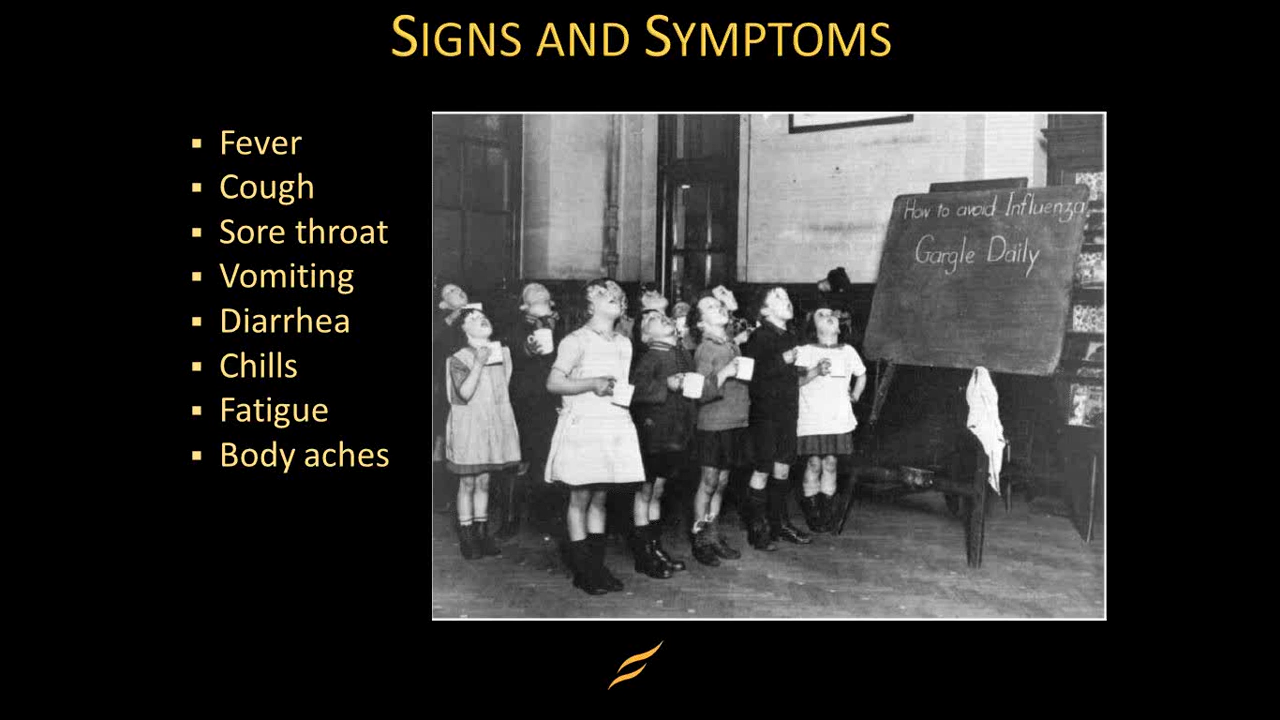 SIGNS AND SYMPTOMS
▪ Fever
▪ Cough
▪ Sore throat
▪ Vomiting
▪ Diarrhea
▪ Chills
▪ Fatigue
▪ Body aches
How to avoid Influenza
Gargle Daily